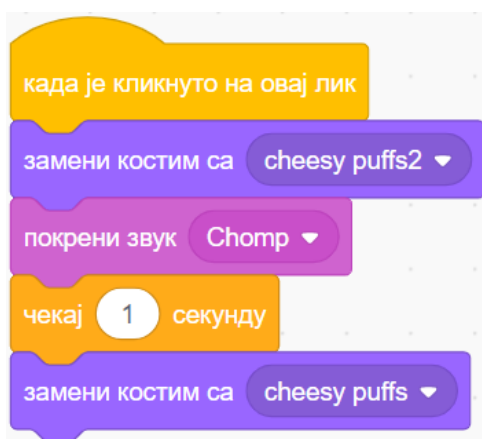 када је кликнуто на овај лик
замени костим са cheesy puffs2
покрени звук Chomp
чекај 1 секунду
замени костим са cheesy puffs